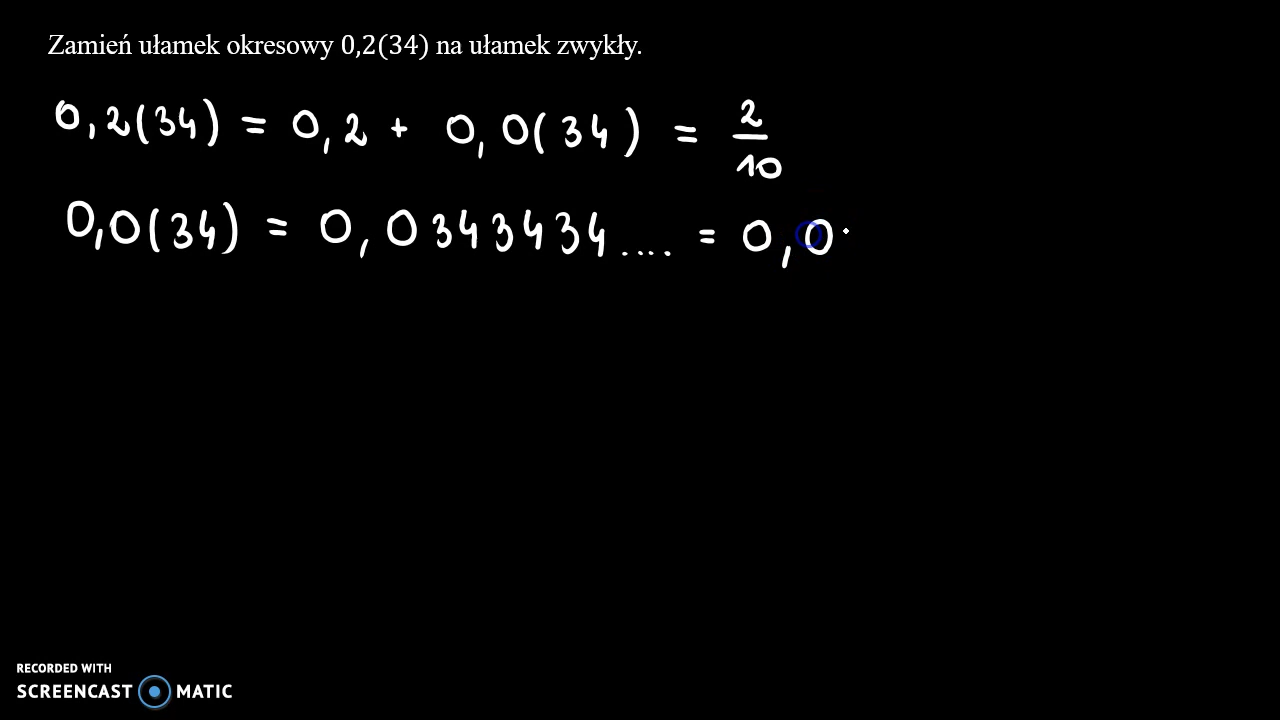 Zamień ułamek okresowy 0,2(34) na ułamek zwykły.
0,2(34) = 0,2 + 0,0(34) = 2/10
0,0(34) = 0,0343434.... = 0,0
RECORDED WITH
SCREENCAST MATIC